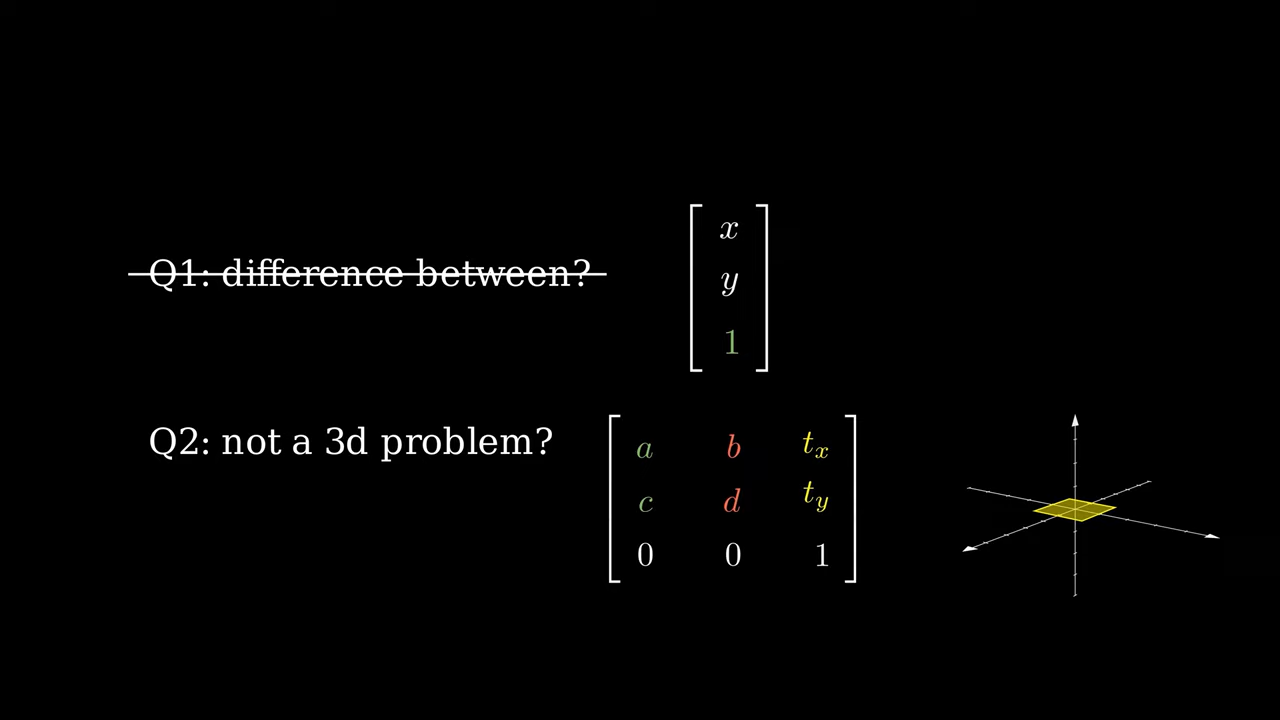 Q1: difference between?
x
y
1
Q2: not a 3d problem?
a b t_x
c d t_y
0 0 1